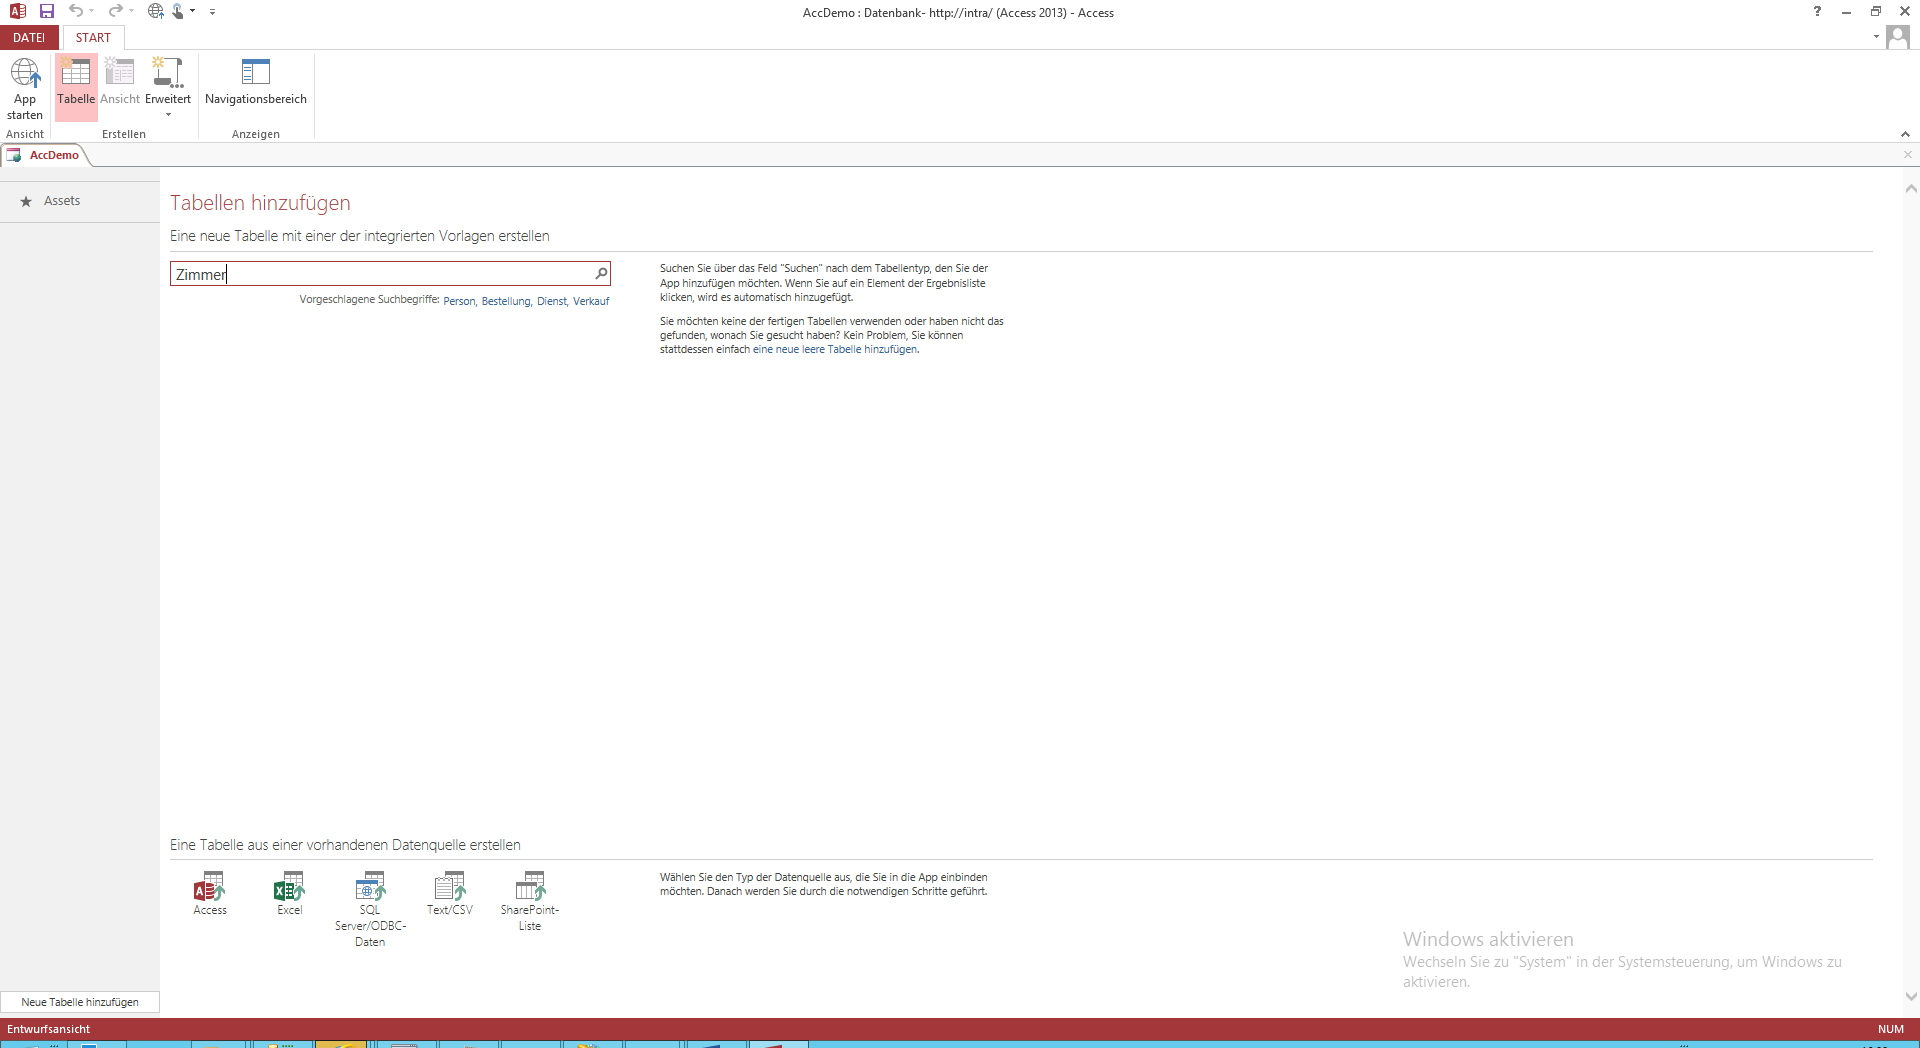 AccDemo : Datenbank- http://intra/ (Access 2013) - Access
DATEI START
App starten
Tabelle
Ansicht
Erweitert
Navigationsbereich
Ansicht
Erstellen
Anzeigen
AccDemo
Assets
Tabellen hinzufügen
Eine neue Tabelle mit einer der integrierten Vorlagen erstellen
Zimmer
Vorgeschlagene Suchbegriffe: Person, Bestellung, Dienst, Verkauf
Suchen Sie über das Feld "Suchen" nach dem Tabellentyp, den Sie der
App hinzufügen möchten. Wenn Sie auf ein Element der Ergebnisliste
klicken, wird es automatisch hinzugefügt.
Sie möchten keine der fertigen Tabellen verwenden oder haben nicht das
gefunden, wonach Sie gesucht haben? Kein Problem, Sie können
stattdessen einfach eine neue leere Tabelle hinzufügen.
Eine Tabelle aus einer vorhandenen Datenquelle erstellen
Access
Excel
SQL
Server/ODBC-
Daten
Text/CSV
SharePoint-
Liste
Wählen Sie den Typ der Datenquelle aus, die Sie in die App einbinden
möchten. Danach werden Sie durch die notwendigen Schritte geführt.
Windows aktivieren
Wechseln Sie zu "System" in der Systemsteuerung, um Windows zu
aktivieren.
Neue Tabelle hinzufügen
Entwurfsansicht
NUM